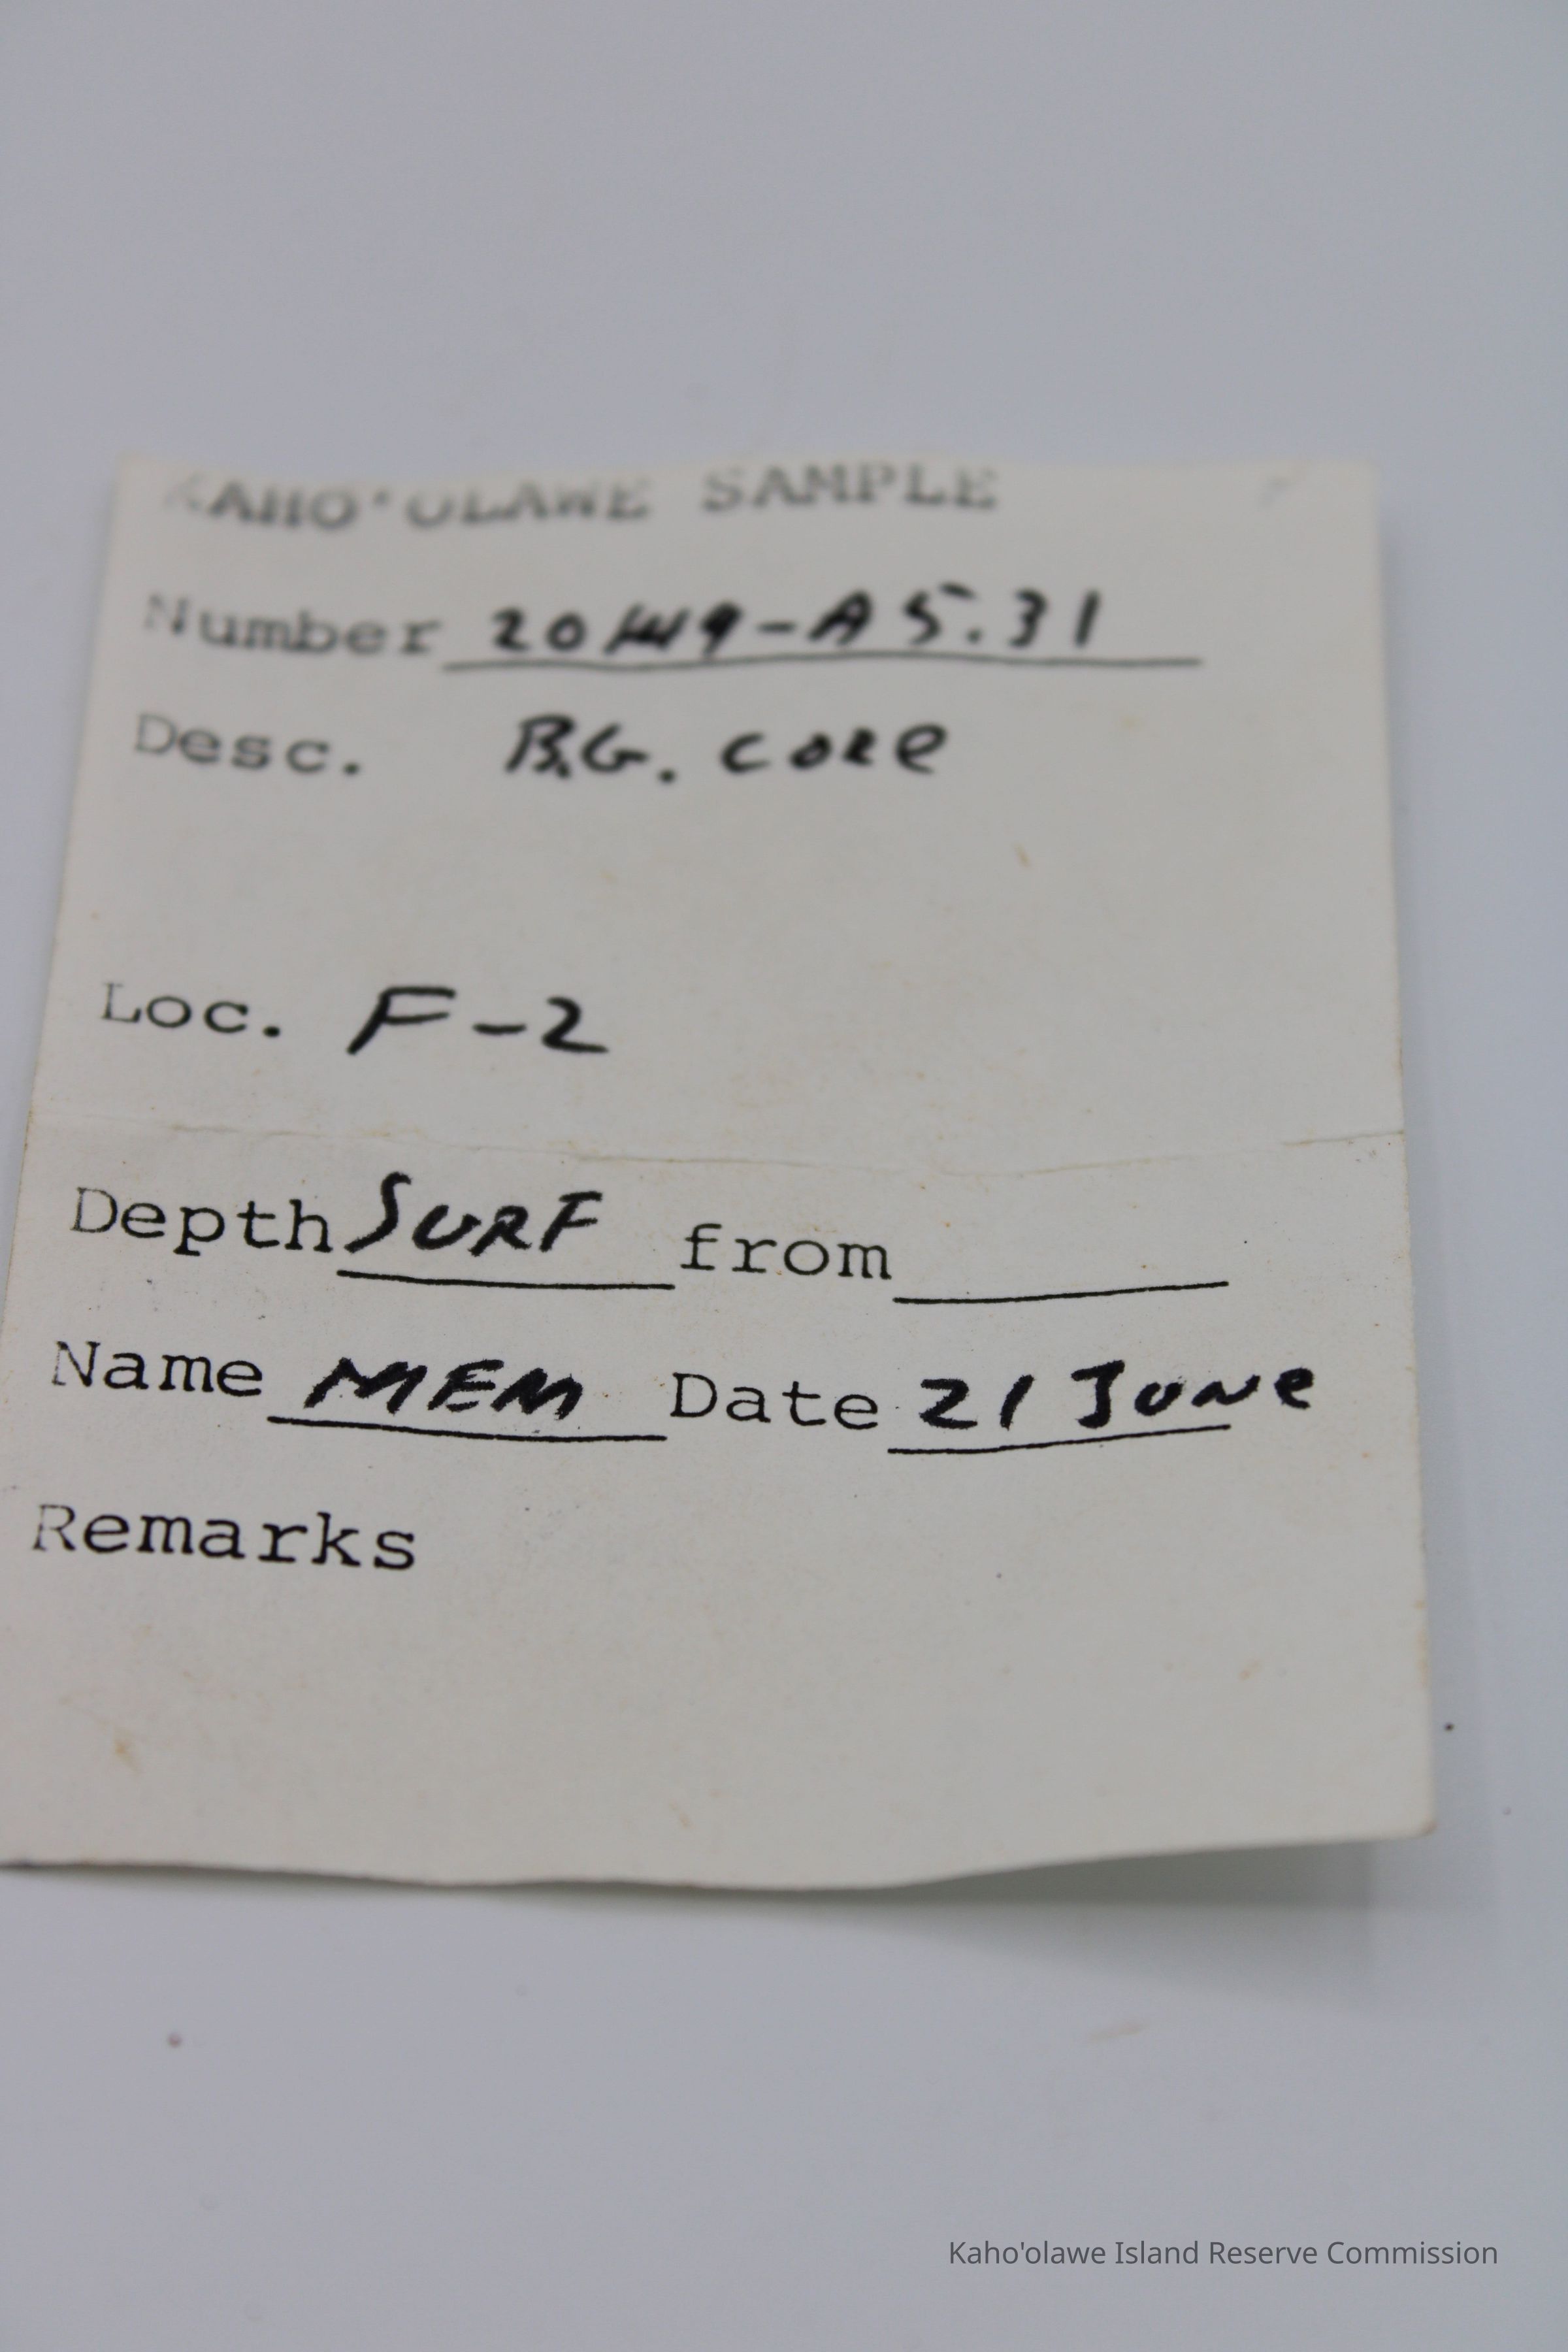 KAHO'OLAWE SAMPLE
Number A5.31
Desc. B.G. CORe
Loc. F-2
Depth SURF from
Name MEM Date 21 JUNe
Remarks
Kaho'olawe Island Reserve Commission